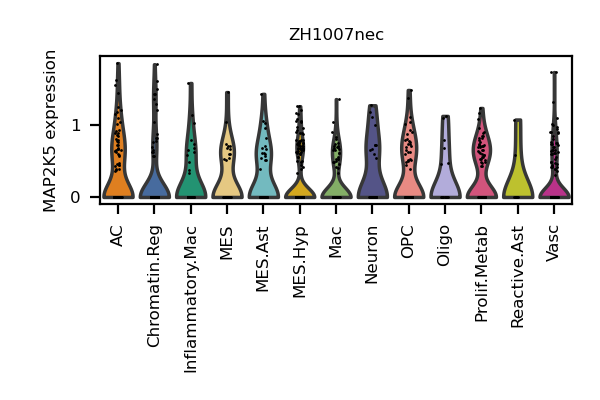 ZH1007nec
MAP2K5 expression
1
0
AC
Chromatin.Reg
Inflammatory.Mac
MES
MES.Ast
MES.Hyp
Mac
Neuron
OPC
Oligo
Prolif.Metab
Reactive.Ast
Vasc